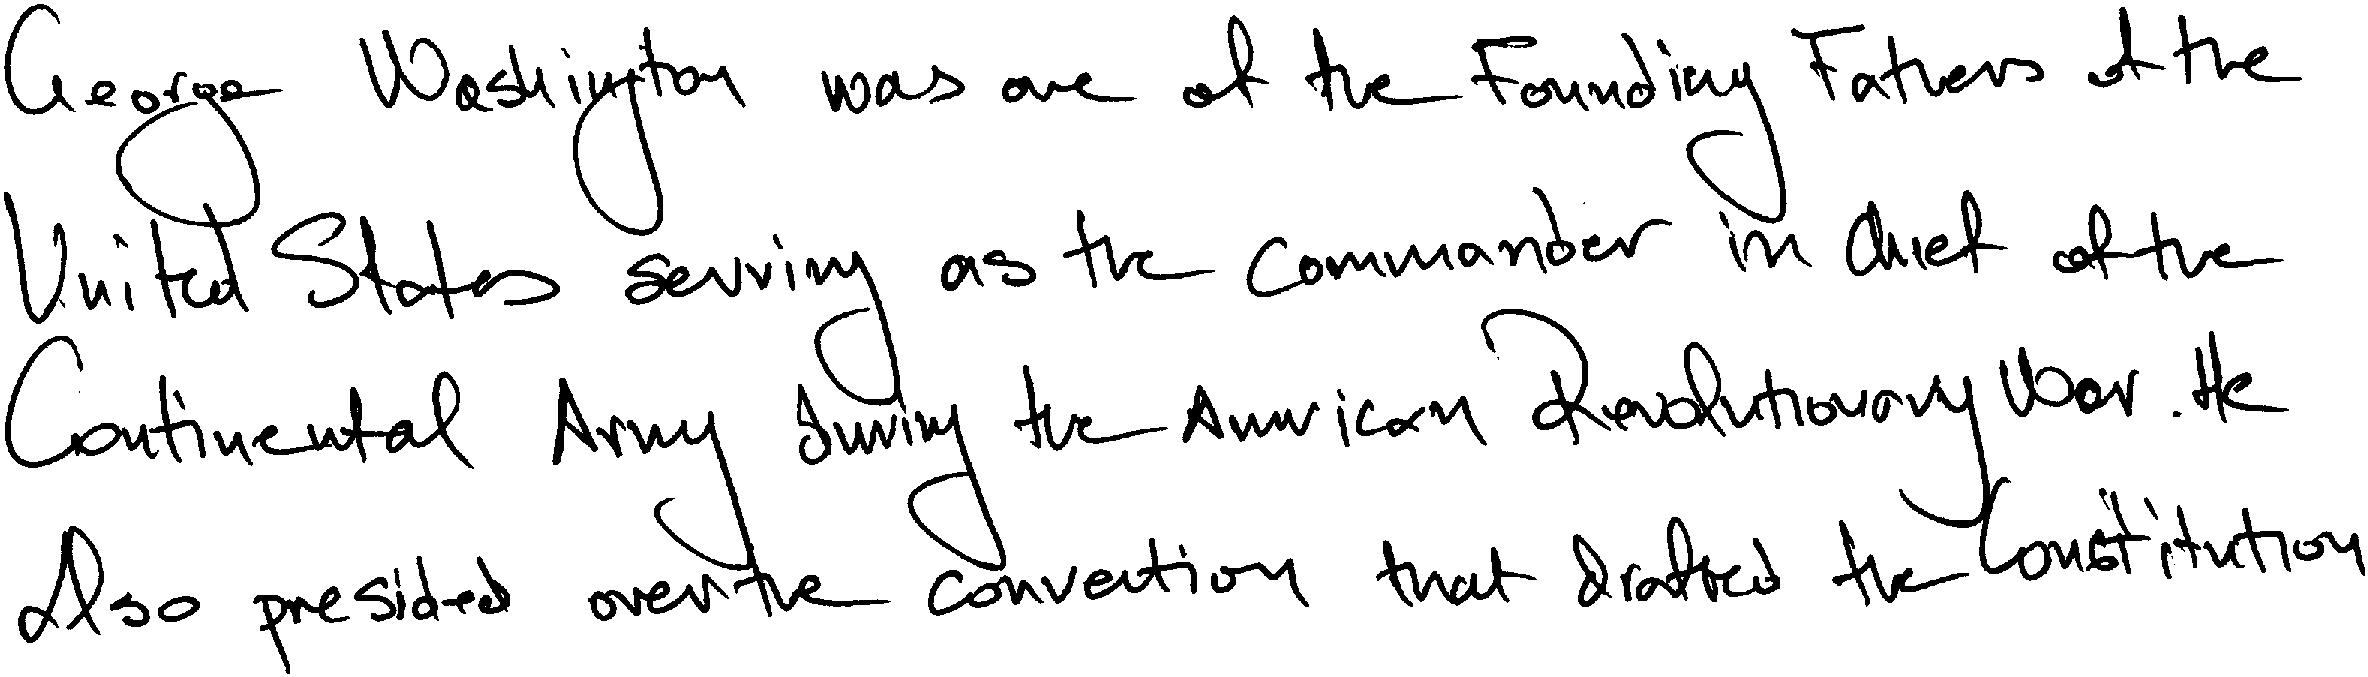 George Washington was one of the Founding Fathers of the
United States serving as the Commander in Chief of the
Continental Army during the American Revolutionary War. He
Also presided over the convention that drafted the Constitution